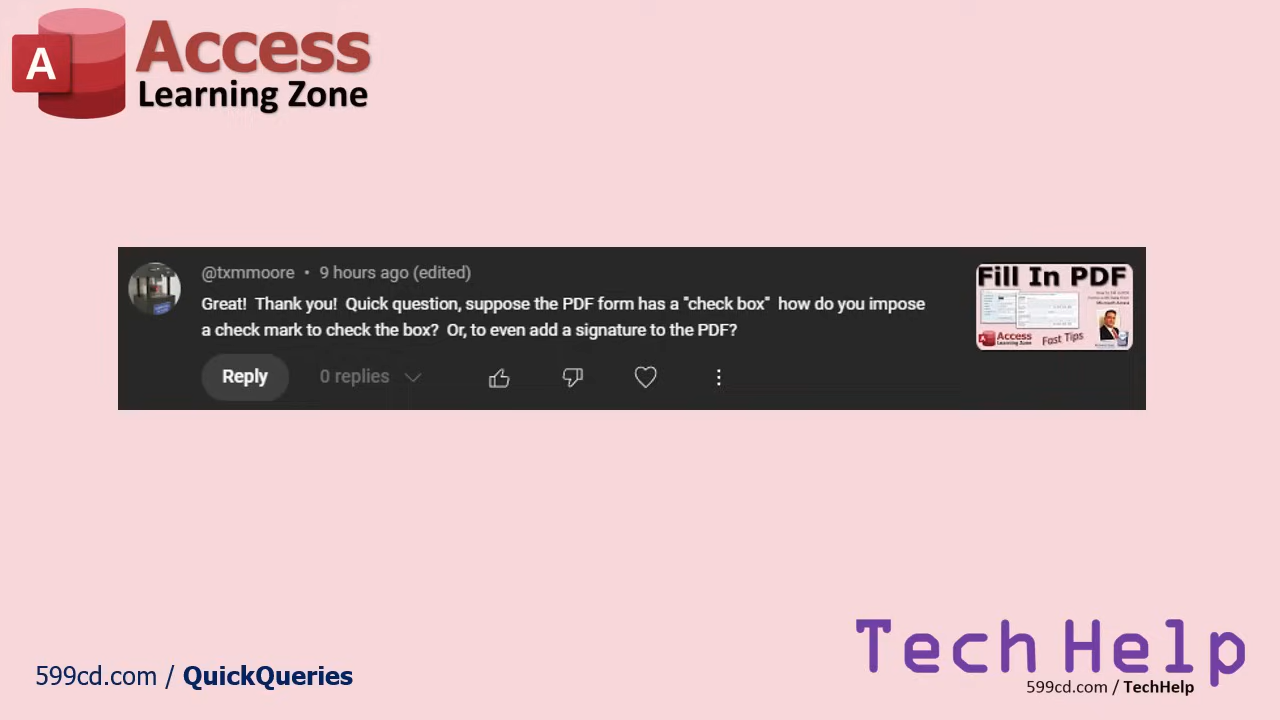 A
Access
Learning Zone
@txmmoore • 9 hours ago (edited)
Great! Thank you! Quick question, suppose the PDF form has a "check box" how do you impose
a check mark to check the box? Or, to even add a signature to the PDF?
Fill In PDF
Access
Learning Zone
Fast Tips
Reply
0 replies
Tech Help
599cd.com / QuickQueries
599cd.com / TechHelp